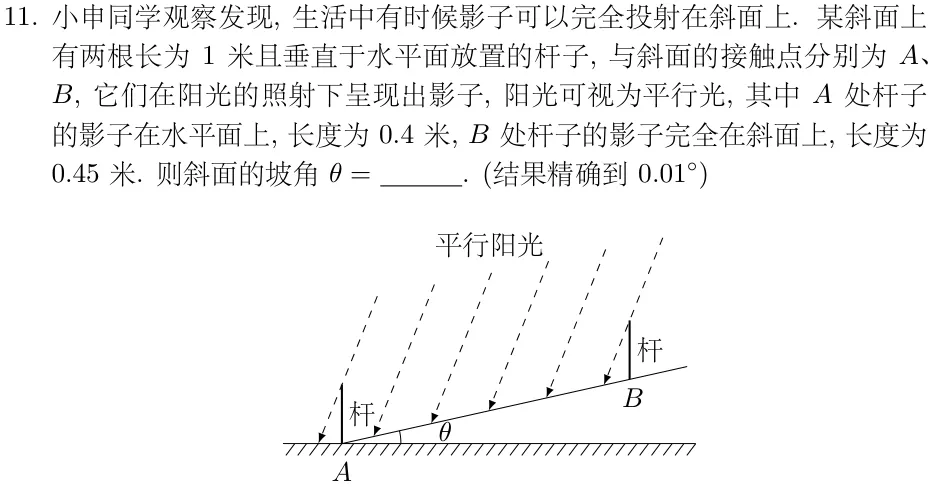 11. 小申同学观察发现, 生活中有时候影子可以完全投射在斜面上. 某斜面上
有两根长为 1 米且垂直于水平面放置的杆子, 与斜面的接触点分别为 A、
B, 它们在阳光的照射下呈现出影子, 阳光可视为平行光, 其中 A 处杆子
的影子在水平面上, 长度为 0.4 米, B 处杆子的影子完全在斜面上, 长度为
0.45 米. 则斜面的坡角 θ = ______. (结果精确到 0.01°)
平行阳光
杆
B
杆
θ
A